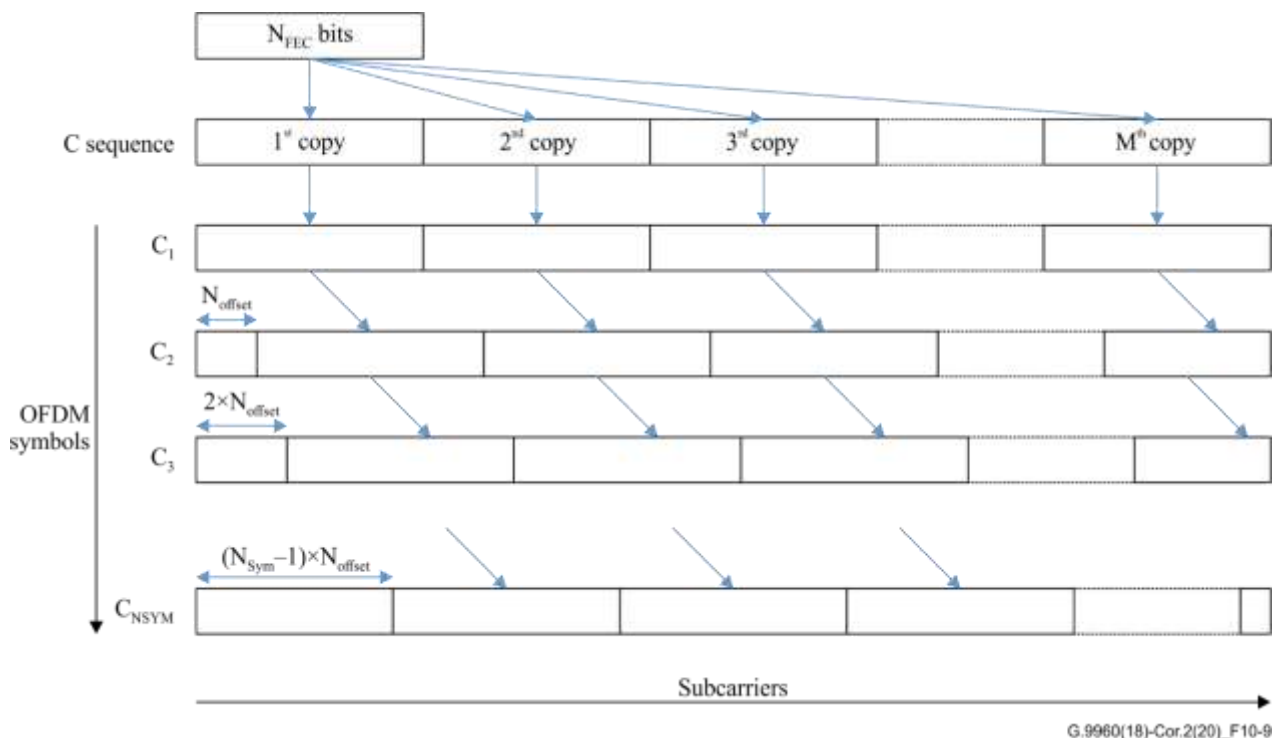 N_FEC bits
C sequence
1st copy
2nd copy
3rd copy
Mth copy
C₁
N_offset
C₂
2×N_offset
OFDM
symbols
C₃
(N_Sym–1)×N_offset
C_NSYM
Subcarriers
G.9960(18)-Cor.2(20)_F10-9